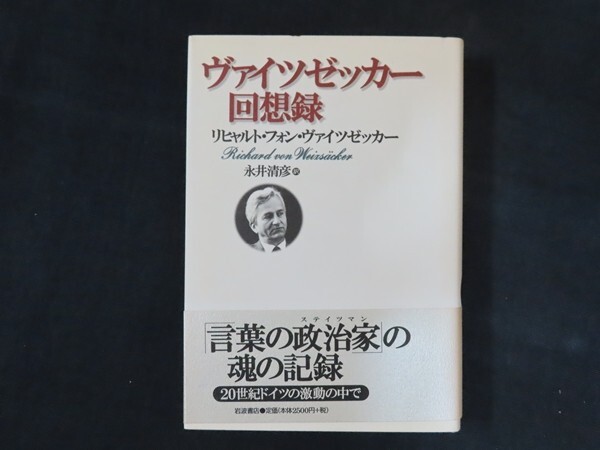 ヴァイツゼッカー
回想録
リヒャルト・フォン・ヴァイツゼッカー
Richard von Weizsäcker
永井清彦 訳
ステイツマン
「言葉の政治家」の
魂の記録
20世紀ドイツの激動の中で
岩波書店●定価(本体2500円+税)